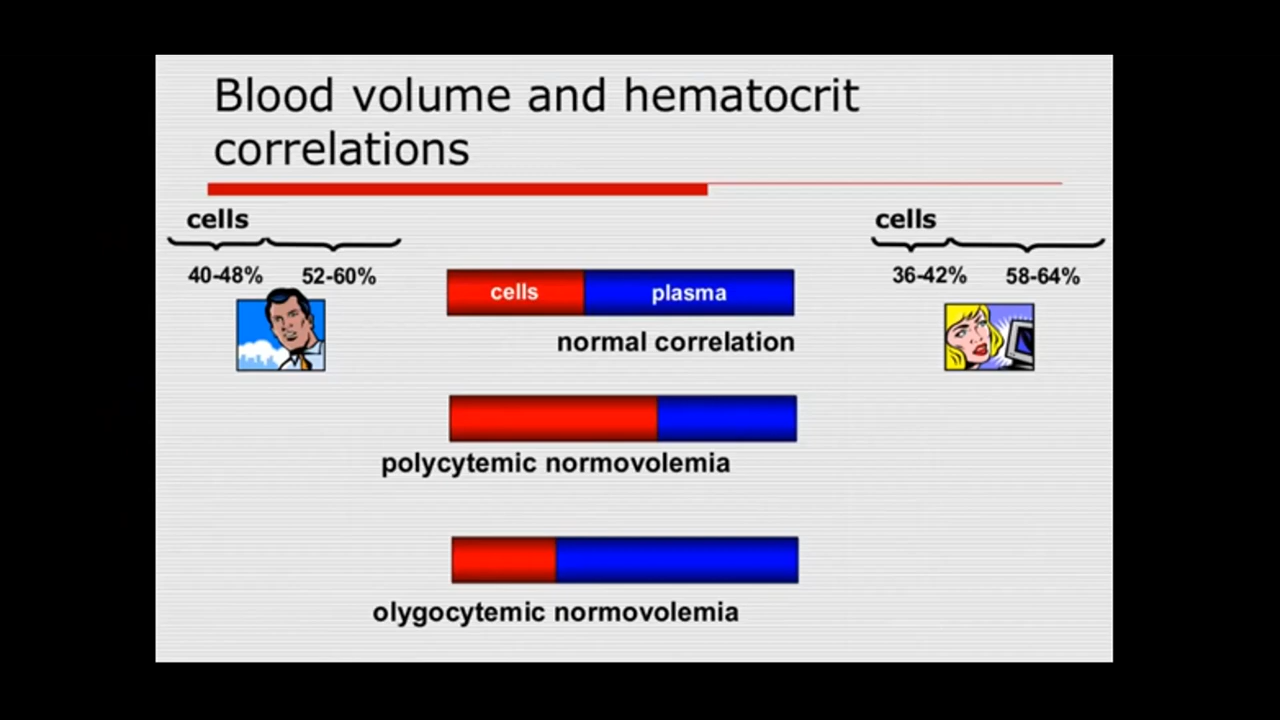 Blood volume and hematocrit
correlations
cells
40-48% 52-60%
cells
36-42% 58-64%
cells plasma
normal correlation
polycytemic normovolemia
olygocytemic normovolemia